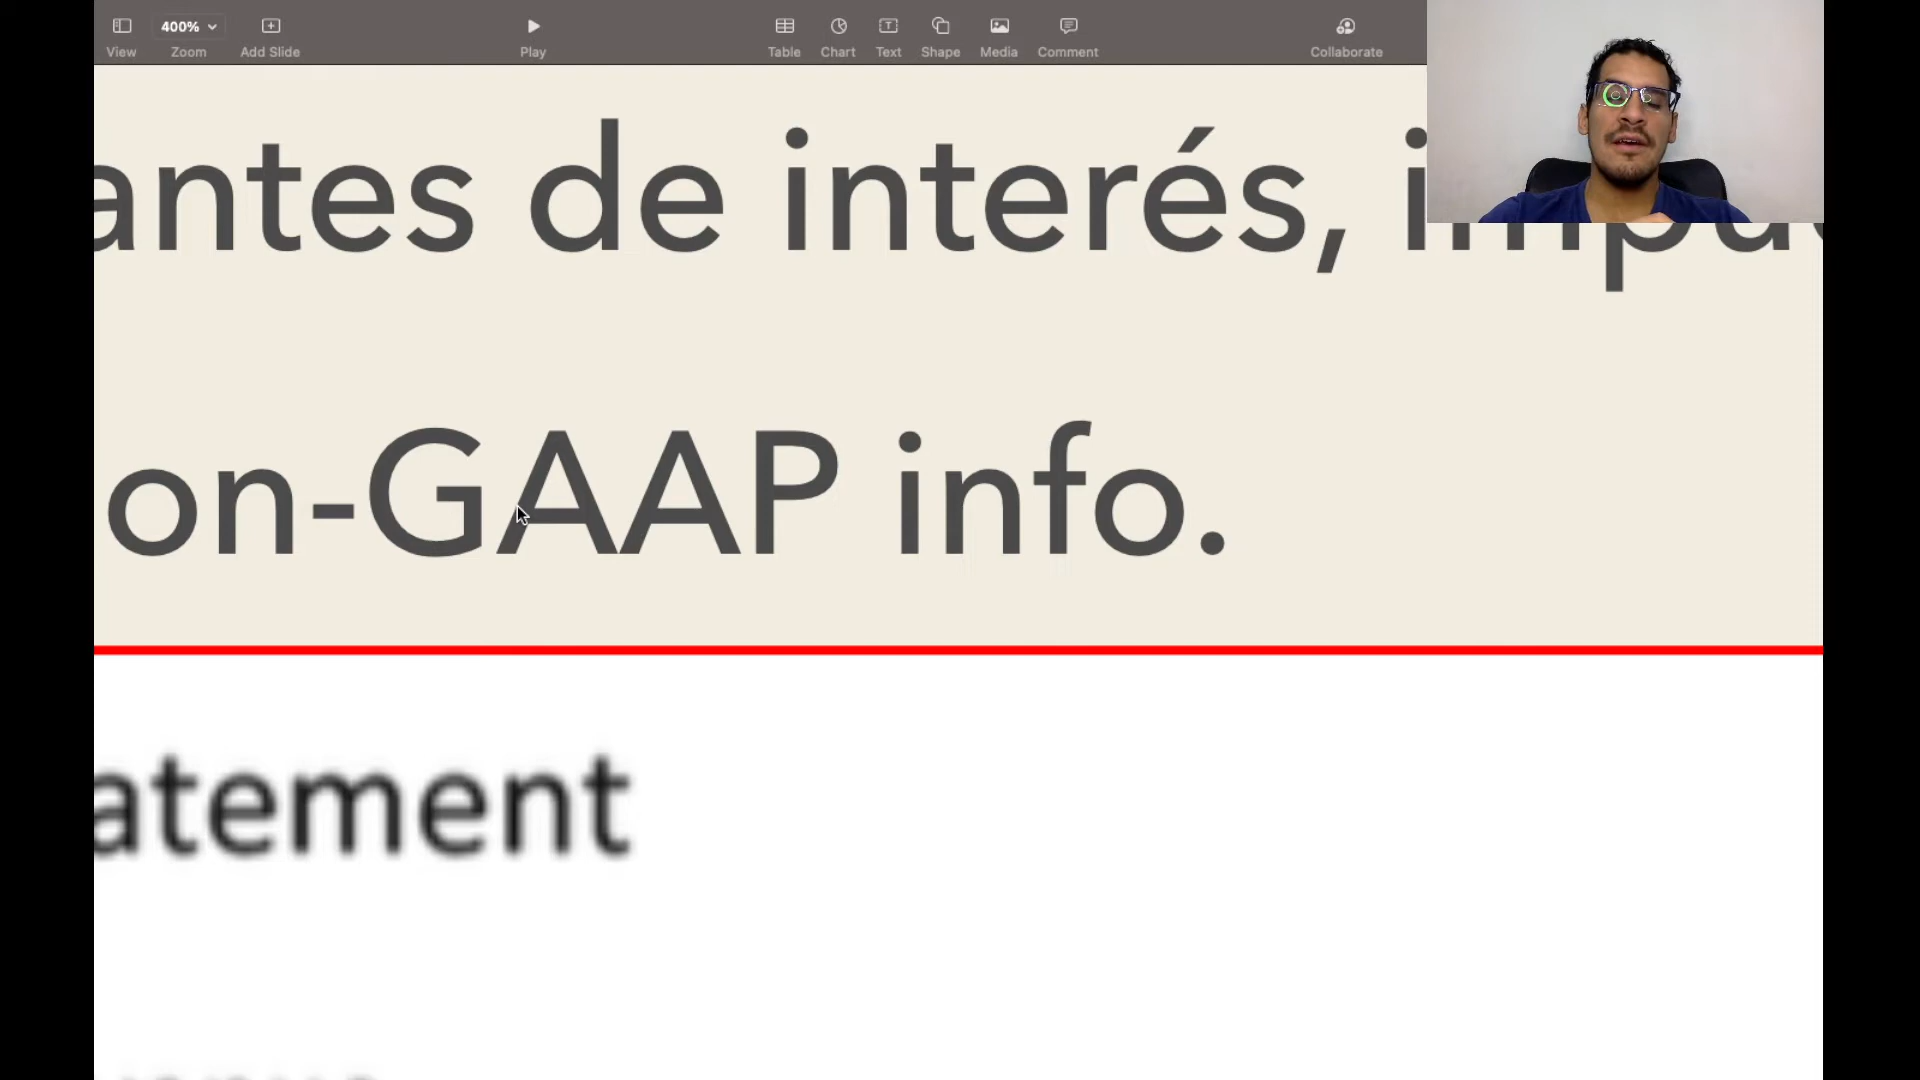 400%
View Zoom Add Slide Play Table Chart Text Shape Media Comment Collaborate
antes de interés, impu
on-GAAP info.
atement